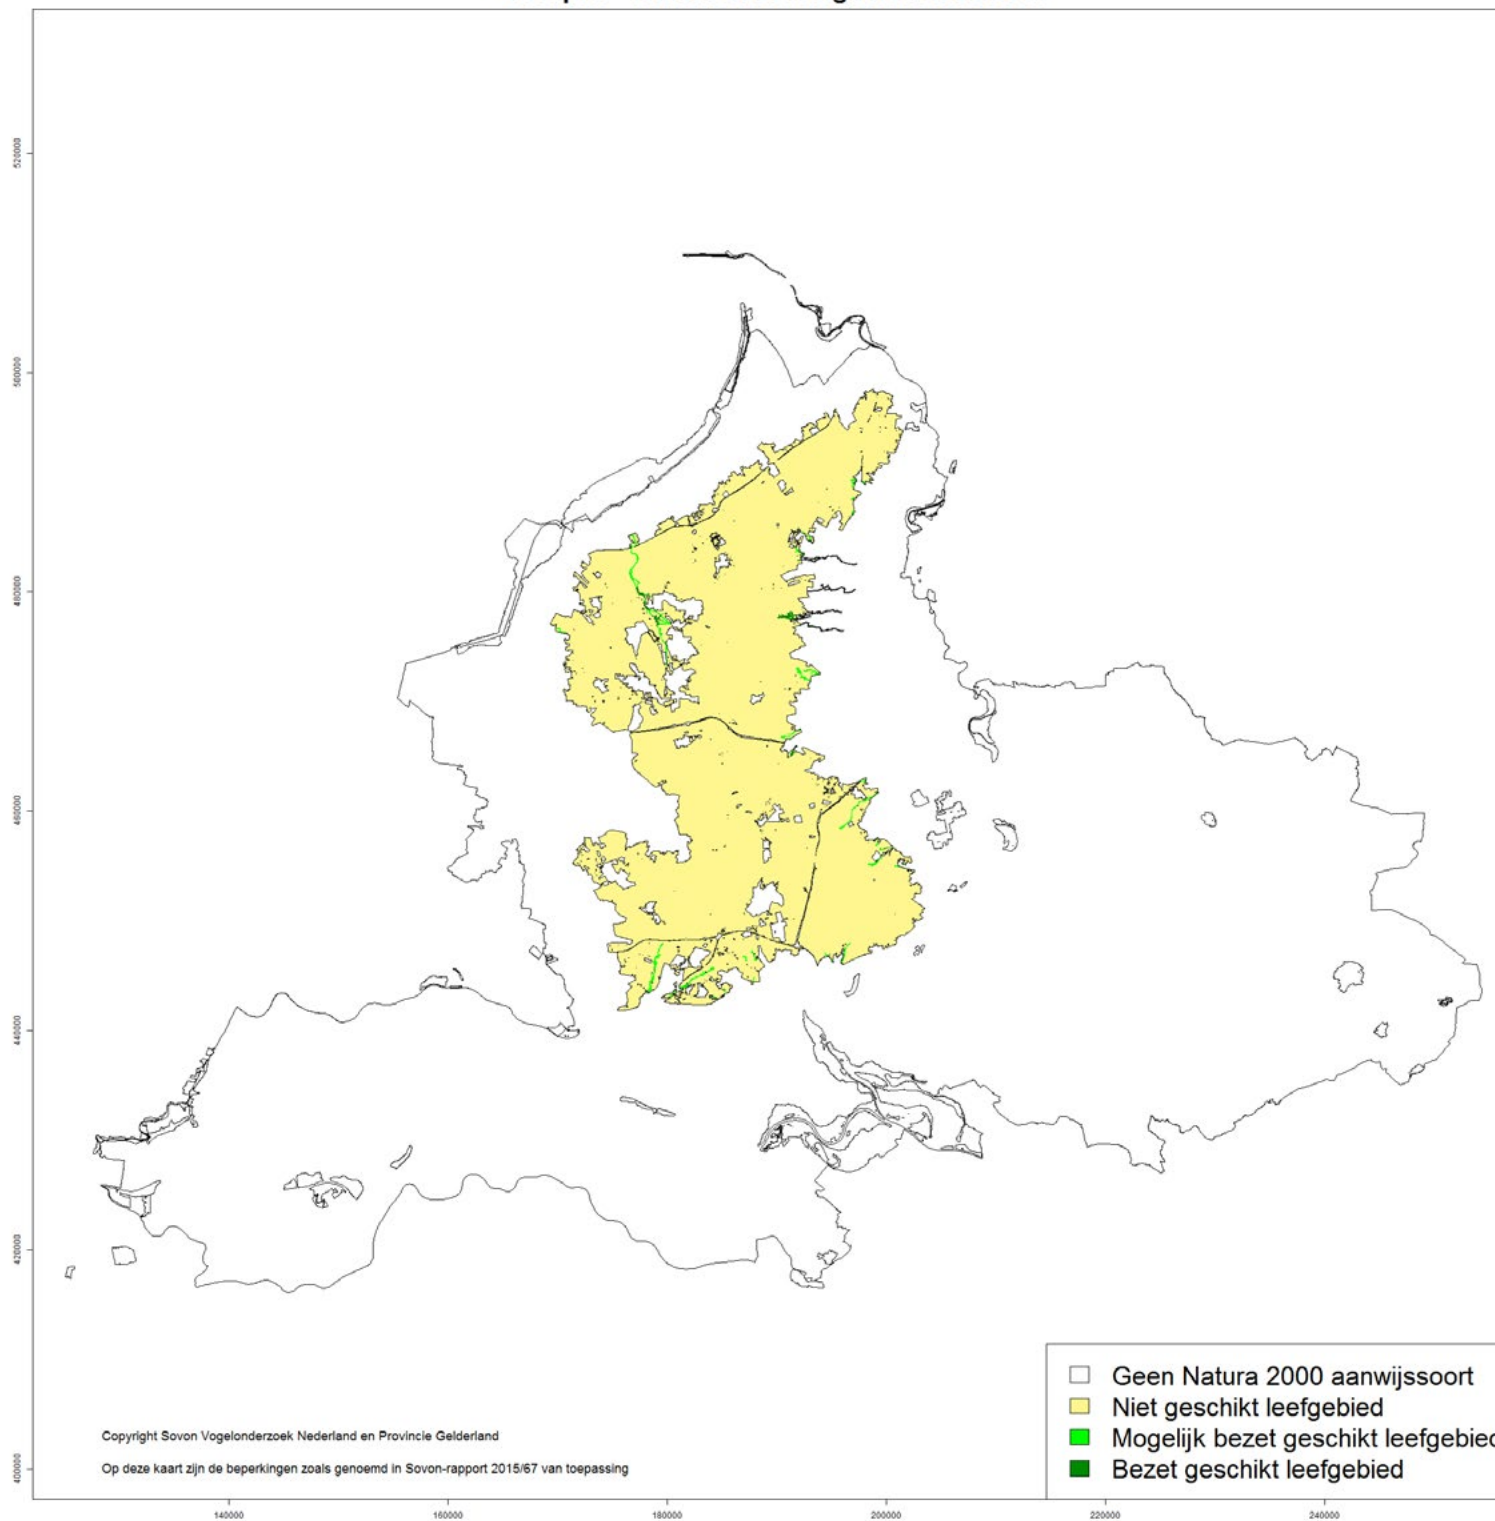 520000
500000
480000
460000
440000
420000
400000
Geen Natura 2000 aanwijssoort
Niet geschikt leefgebied
Mogelijk bezet geschikt leefgebied
Bezet geschikt leefgebied
Copyright Sovon Vogelonderzoek Nederland en Provincie Gelderland
Op deze kaart zijn de beperkingen zoals genoemd in Sovon-rapport 2015/67 van toepassing
140000 160000 180000 200000 220000 240000